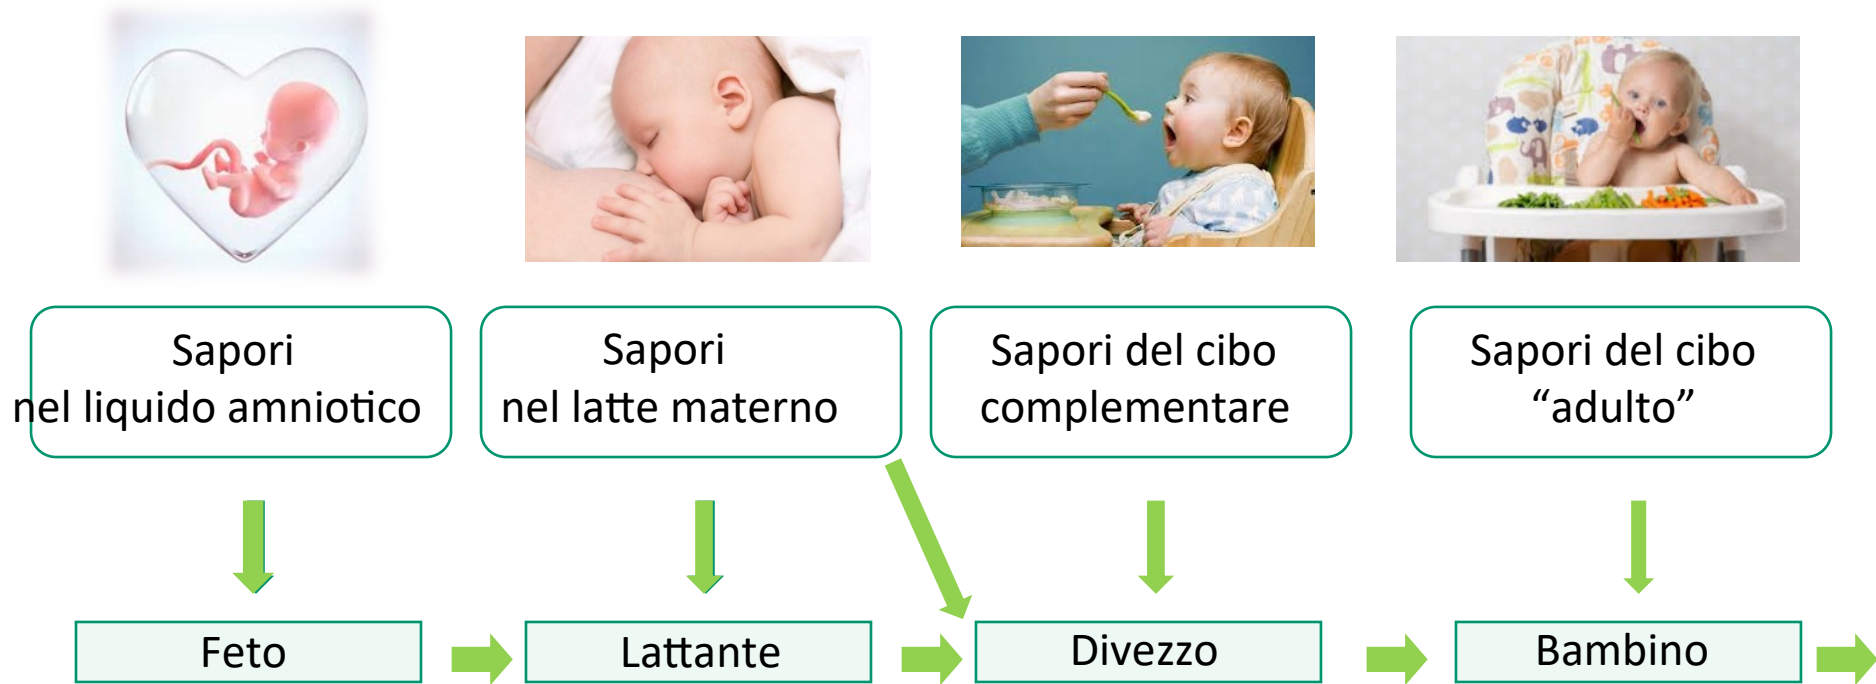 Sapori
nel liquido amniotico
Sapori
nel latte materno
Sapori del cibo
complementare
Sapori del cibo
“adulto”
Feto
Lattante
Divezzo
Bambino